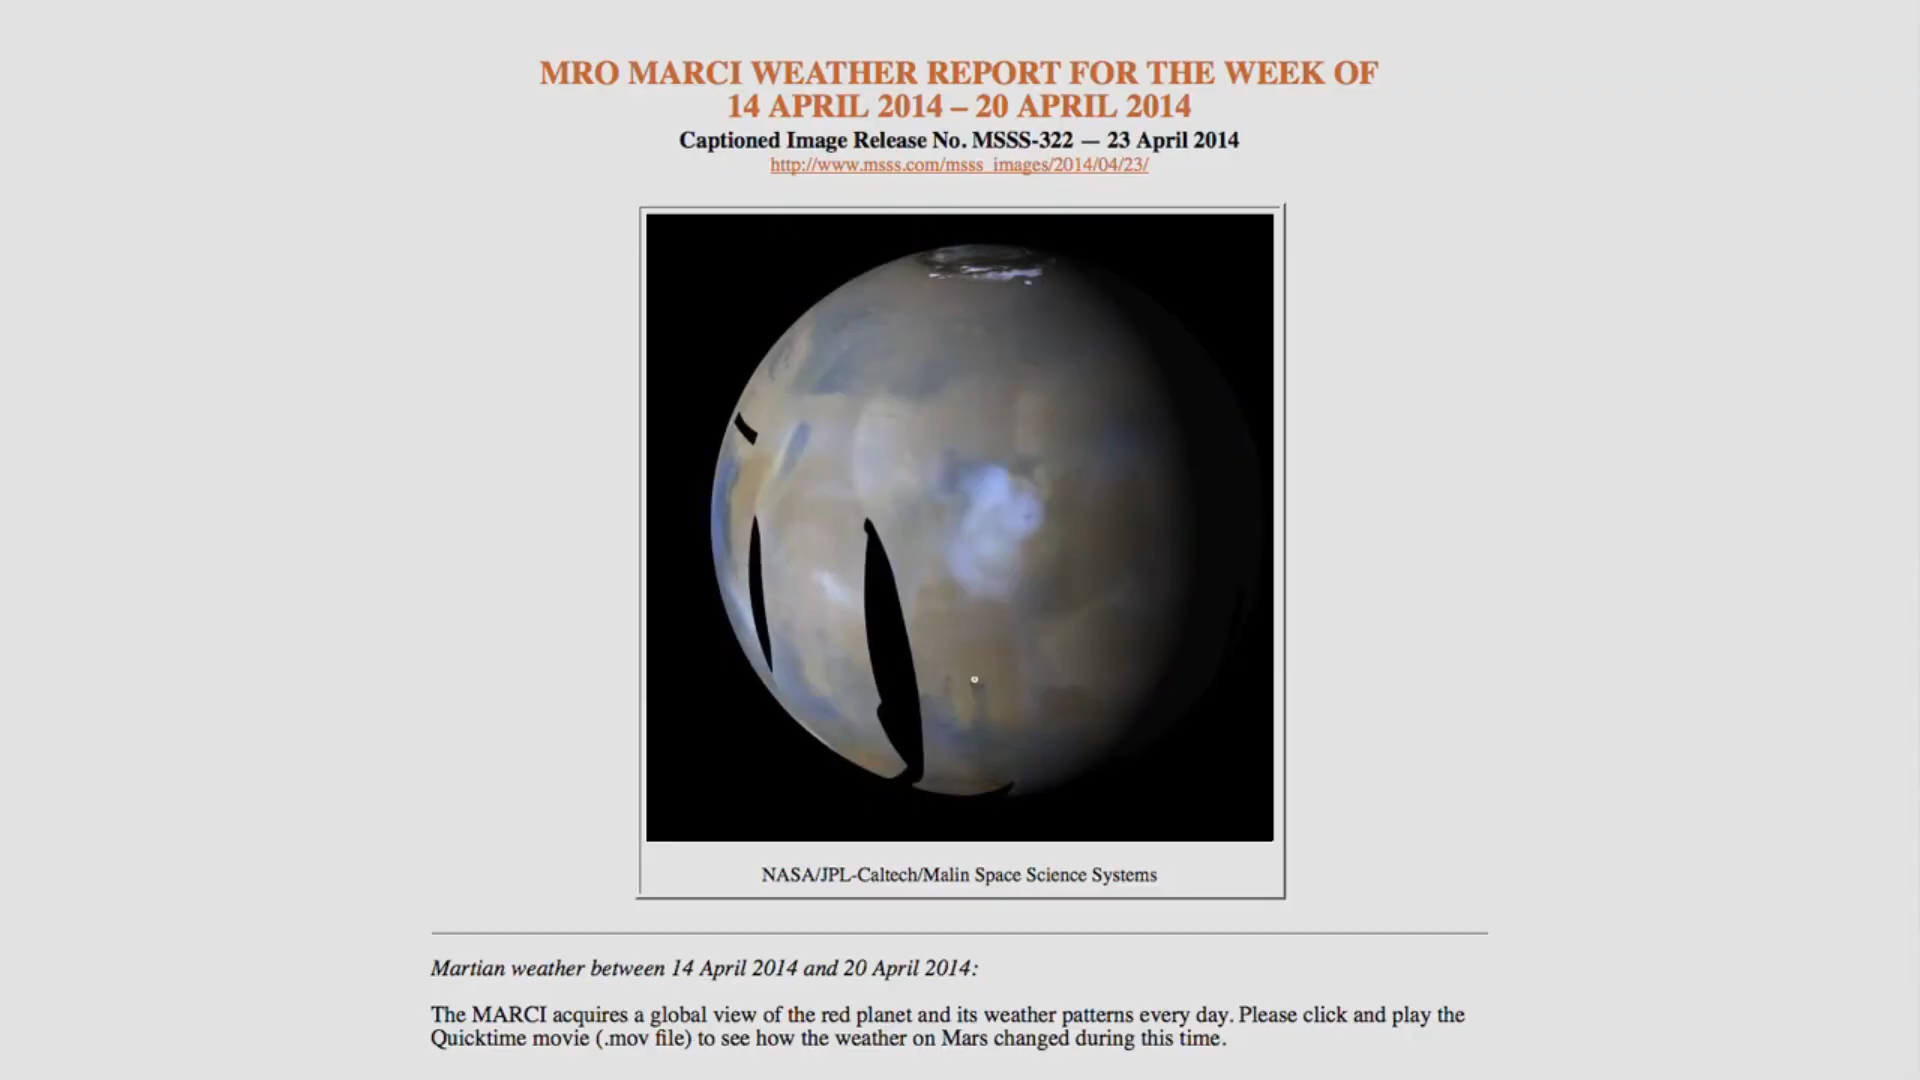 MRO MARCI WEATHER REPORT FOR THE WEEK OF
14 APRIL 2014 – 20 APRIL 2014
Captioned Image Release No. MSSS-322 — 23 April 2014
http://www.msss.com/msss_images/2014/04/23/
NASA/JPL-Caltech/Malin Space Science Systems
Martian weather between 14 April 2014 and 20 April 2014:
The MARCI acquires a global view of the red planet and its weather patterns every day. Please click and play the
Quicktime movie (.mov file) to see how the weather on Mars changed during this time.